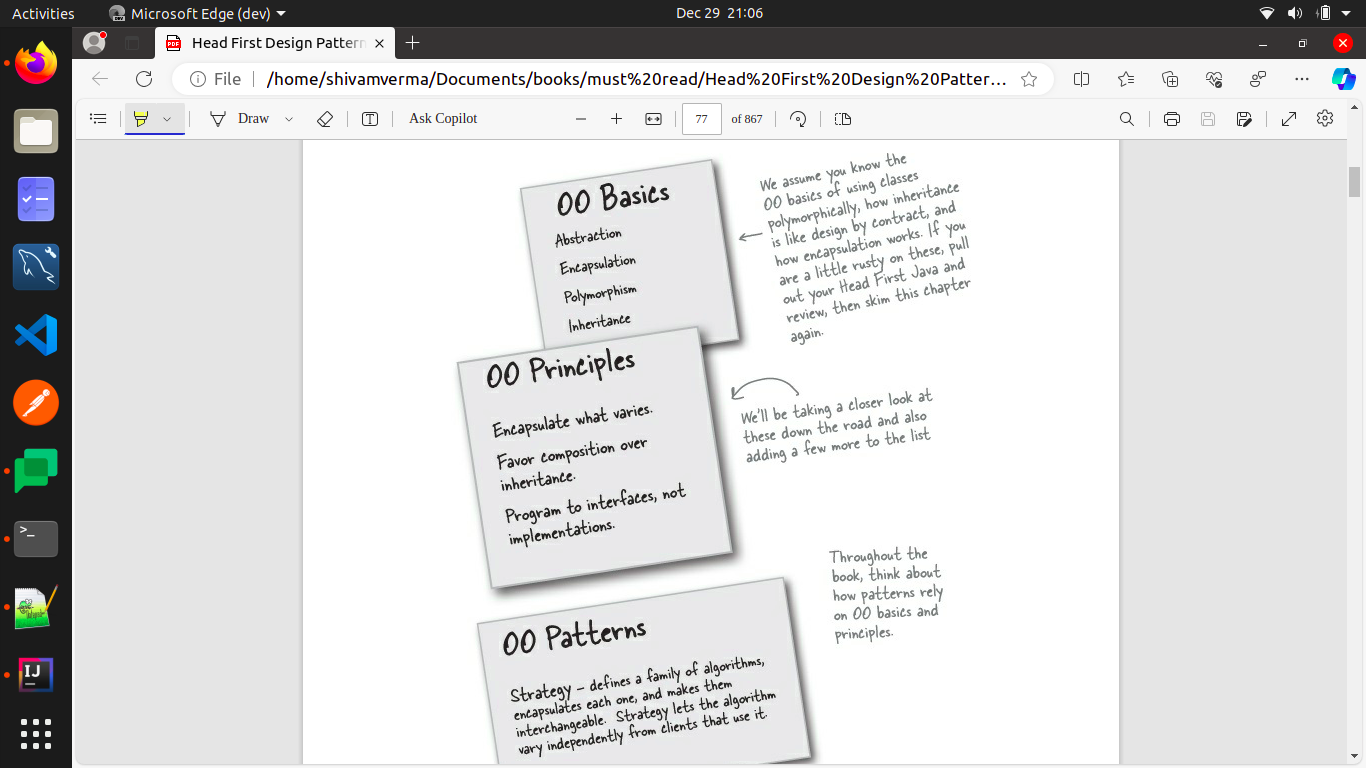 Activities
Microsoft Edge (dev)
Dec 29 21:06
Head First Design Pattern
File
/home/shivamverma/Documents/books/must%20read/Head%20First%20Design%20Patter...
Draw
Ask Copilot
77
of 867
OO Basics
Abstraction
Encapsulation
Polymorphism
Inheritance
We assume you know the
OO basics of using classes
polymorphically, how inheritance
is like design by contract, and
how encapsulation works. If you
are a little rusty on these, pull
out your Head First Java and
review, then skim this chapter
again.
OO Principles
Encapsulate what varies.
Favor composition over
inheritance.
Program to interfaces, not
implementations.
We'll be taking a closer look at
these down the road and also
adding a few more to the list
Throughout the
book, think about
how patterns rely
on OO basics and
principles.
OO Patterns
Strategy – defines a family of algorithms,
encapsulates each one, and makes them
interchangeable. Strategy lets the algorithm
vary independently from clients that use it.